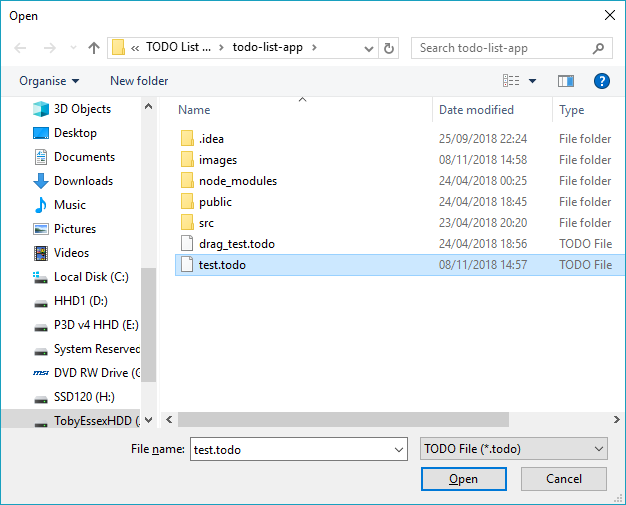 Open
« TODO List ... > todo-list-app >
Search todo-list-app
Organise
New folder
?
Name
Date modified
Type
3D Objects
Desktop
Documents
Downloads
Music
Pictures
Videos
Local Disk (C:)
HHD1 (D:)
P3D v4 HHD (E:)
System Reserved
msi DVD RW Drive (G
SSD120 (H:)
TobyEssexHDD (
.idea 25/09/2018 22:24 File folder
images 08/11/2018 14:58 File folder
node_modules 24/04/2018 00:25 File folder
public 24/04/2018 18:45 File folder
src 23/04/2018 20:20 File folder
drag_test.todo 24/04/2018 18:56 TODO File
test.todo 08/11/2018 14:57 TODO File
File name: test.todo
TODO File (*.todo)
Open
Cancel